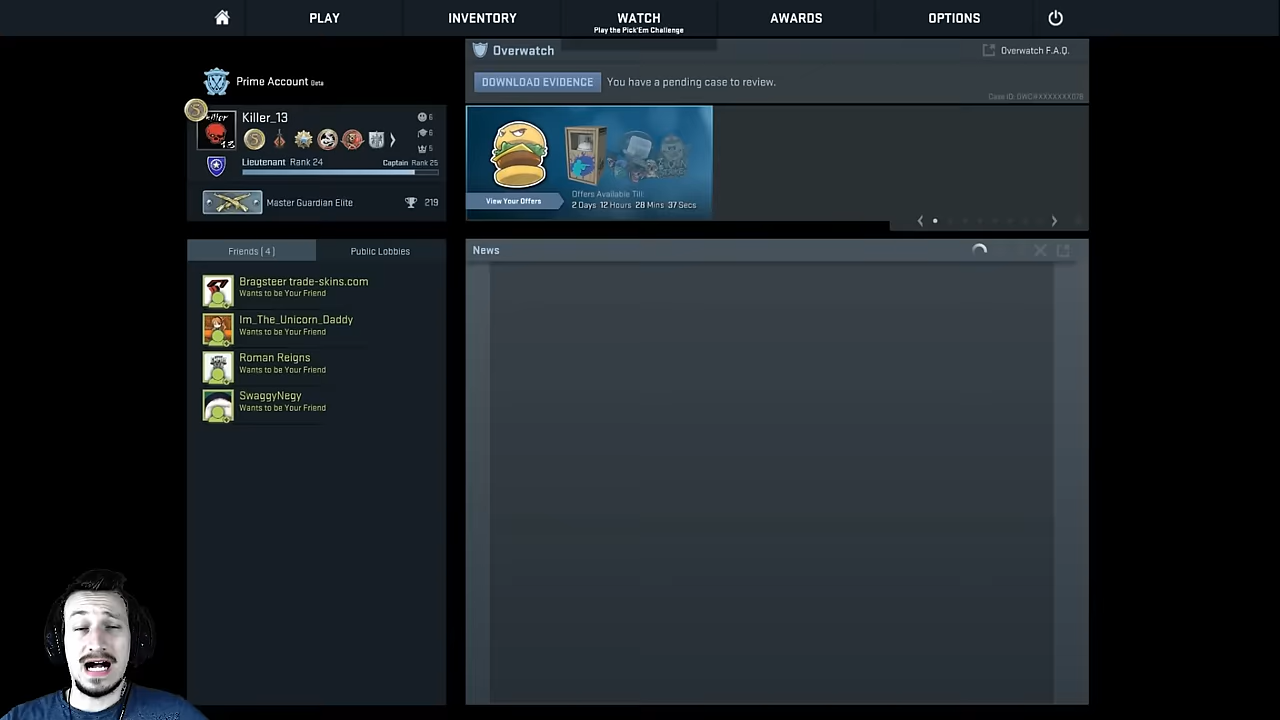 PLAY
INVENTORY
WATCH
Play the Pick'Em Challenge
AWARDS
OPTIONS
Prime Account Beta
Killer_13
6
6
5
Lieutenant Rank 24
Captain Rank 25
Master Guardian Elite
219
Friends ( 4 )
Public Lobbies
Bragsteer trade-skins.com
Wants to be Your Friend
Im_The_Unicorn_Daddy
Wants to be Your Friend
Roman Reigns
Wants to be Your Friend
SwaggyNegy
Wants to be Your Friend
Overwatch
Overwatch F.A.Q.
DOWNLOAD EVIDENCE
You have a pending case to review.
View Your Offers
Offers Available Till:
2 Days 12 Hours 28 Mins 37 Secs
News